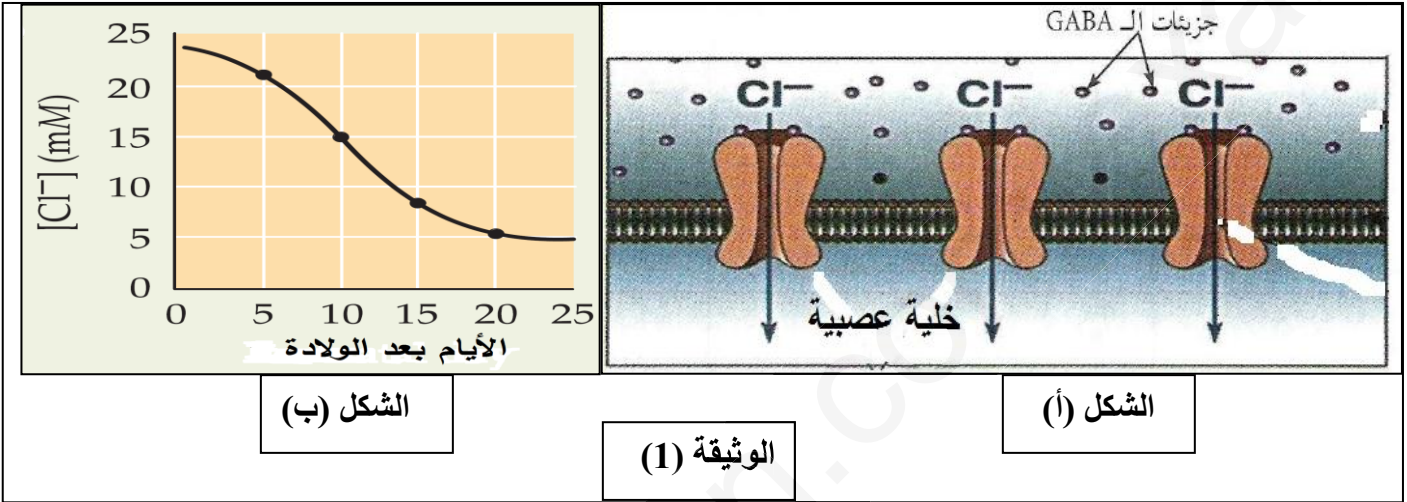 جزيئات الـ GABA
Cl⁻ Cl⁻ Cl⁻
خلية عصبية
الشكل (أ)
[Cl⁻] (mM)
25
20
15
10
5
0
0 5 10 15 20 25
الأيام بعد الولادة
الشكل (ب)
الوثيقة (1)